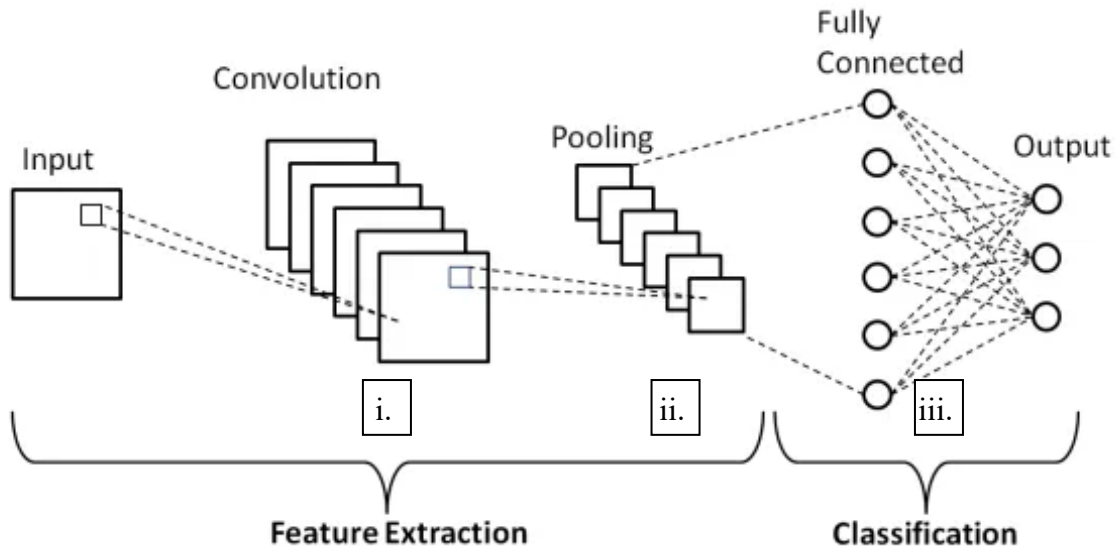 Fully
Connected
Convolution
Pooling
Input
Output
i.
ii.
iii.
Feature Extraction
Classification